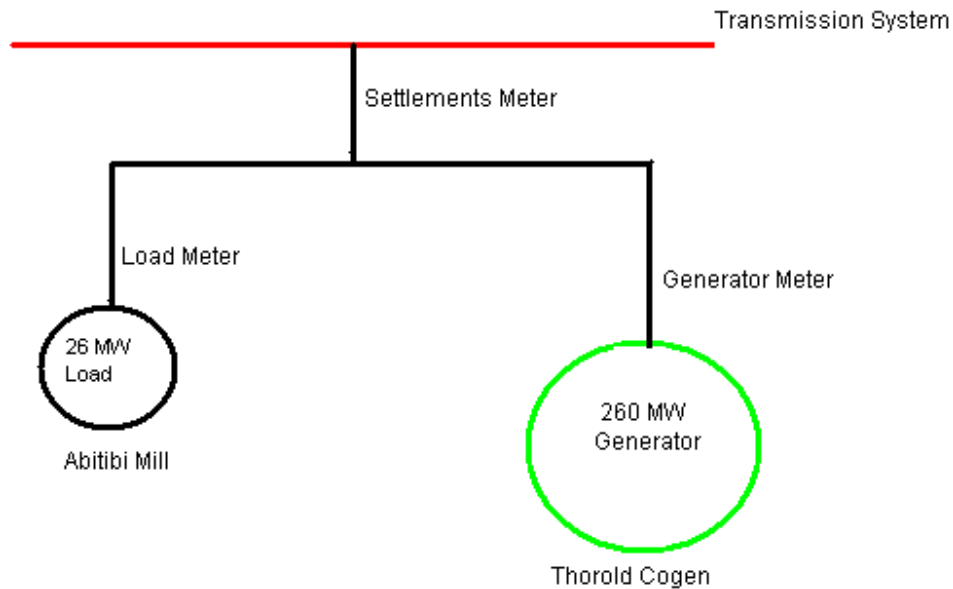 Transmission System
Settlements Meter
Load Meter
Generator Meter
26 MW
Load
260 MW
Generator
Abitibi Mill
Thorold Cogen